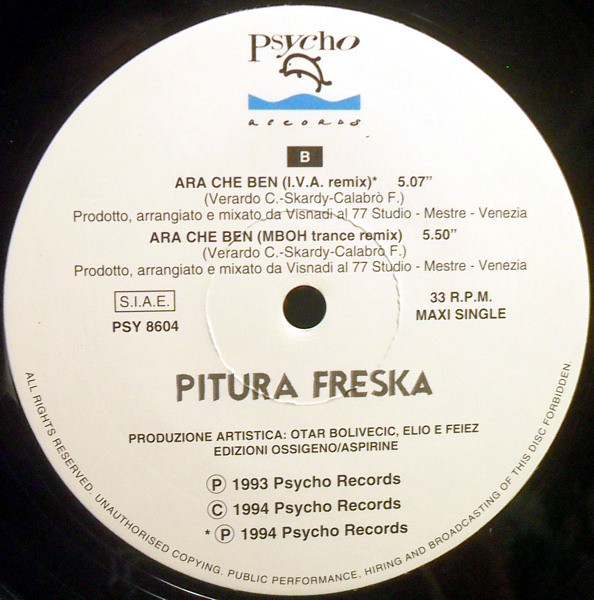 Psycho
records
B
ARA CHE BEN (I.V.A. remix)* 5.07”
(Verardo C.-Skardy-Calabrò F.)
Prodotto, arrangiato e mixato da Visnadi al 77 Studio - Mestre - Venezia
ARA CHE BEN (MBOH trance remix) 5.50”
(Verardo C.-Skardy-Calabrò F.)
Prodotto, arrangiato e mixato da Visnadi al 77 Studio - Mestre - Venezia
S.I.A.E.
PSY 8604
33 R.P.M.
MAXI SINGLE
PITURA FRESKA
PRODUZIONE ARTISTICA: OTAR BOLIVECIC, ELIO E FEIEZ
EDIZIONI OSSIGENO/ASPIRINE
Ⓟ 1993 Psycho Records
Ⓒ 1994 Psycho Records
* Ⓟ 1994 Psycho Records
ALL RIGHTS RESERVED. UNAUTHORISED COPYING. PUBLIC PERFORMANCE, HIRING AND BROADCASTING OF THIS DISC FORBIDDEN.